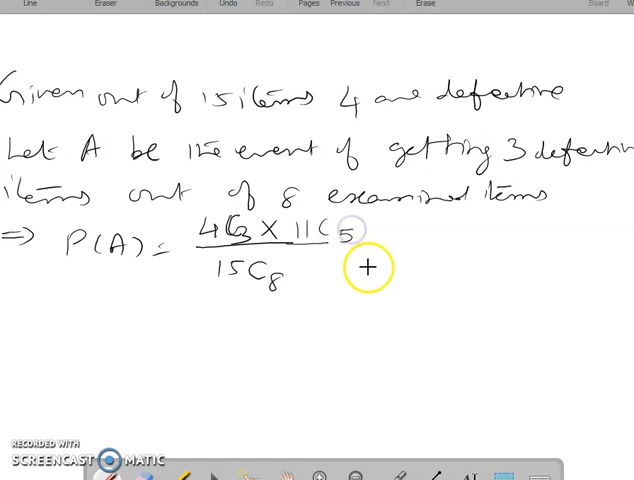 Line Eraser Backgrounds Undo Redo Pages Previous Next Erase Board
Given out of 15 items 4 are defective
Let A be the event of getting 3 defective
items out of 8 examined items
=> P(A) = 4C3 X 11C5
15C8
RECORDED WITH
SCREENCAST MATIC